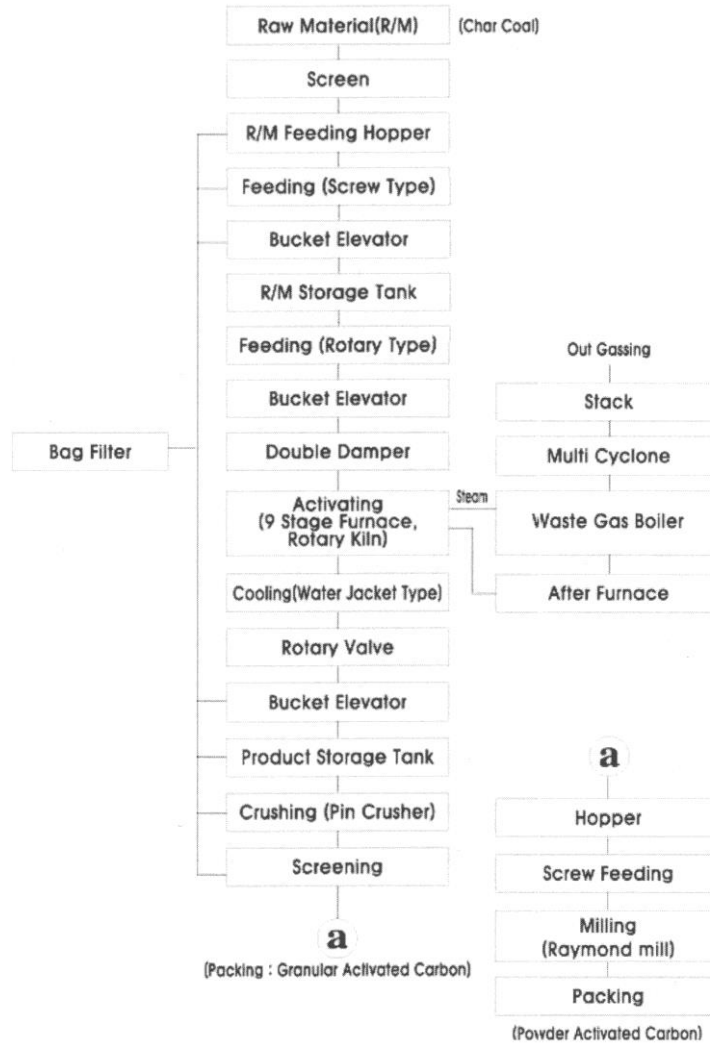 Raw Material(R/M)
(Char Coal)
Screen
R/M Feeding Hopper
Feeding (Screw Type)
Bucket Elevator
R/M Storage Tank
Feeding (Rotary Type)
Bucket Elevator
Double Damper
Activating
(9 Stage Furnace,
Rotary Kiln)
Cooling(Water Jacket Type)
Rotary Valve
Bucket Elevator
Product Storage Tank
Crushing (Pin Crusher)
Screening
a
(Packing : Granular Activated Carbon)
Bag Filter
Out Gassing
Stack
Multi Cyclone
Steam
Waste Gas Boiler
After Furnace
a
Hopper
Screw Feeding
Milling
(Raymond mill)
Packing
(Powder Activated Carbon)